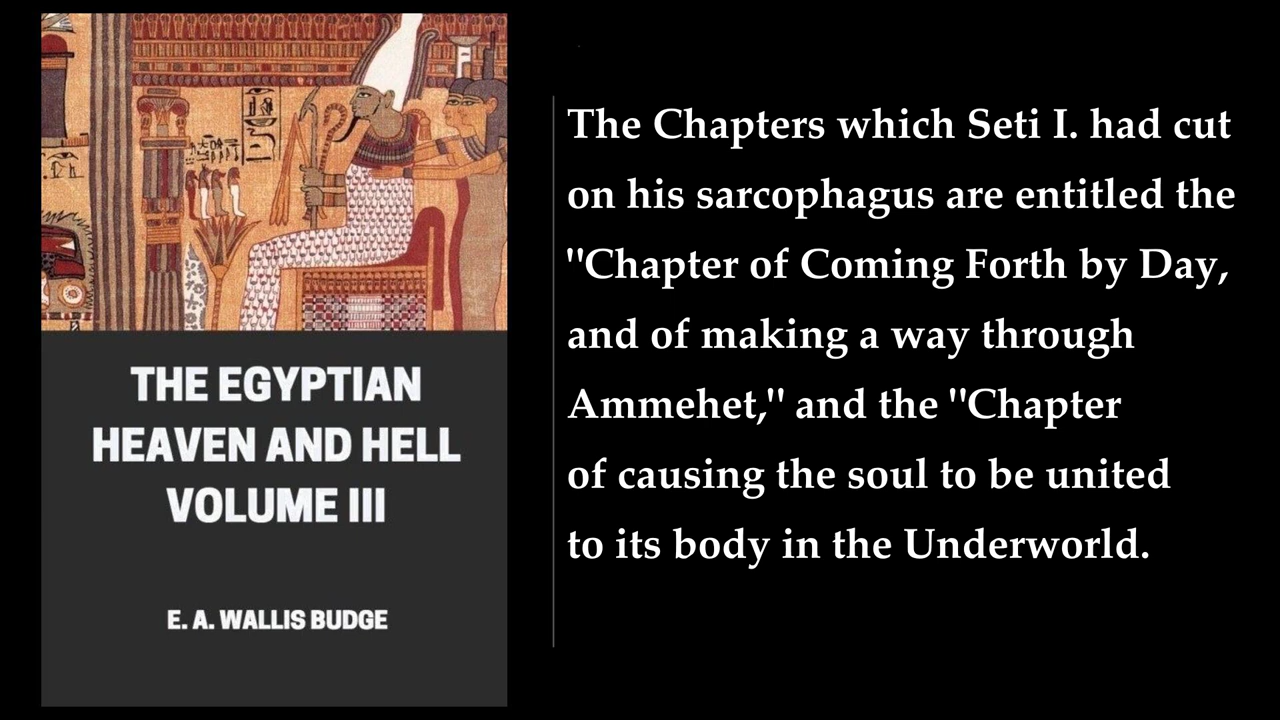 THE EGYPTIAN
HEAVEN AND HELL
VOLUME III
E. A. WALLIS BUDGE
The Chapters which Seti I. had cut
on his sarcophagus are entitled the
"Chapter of Coming Forth by Day,
and of making a way through
Ammehet," and the "Chapter
of causing the soul to be united
to its body in the Underworld.